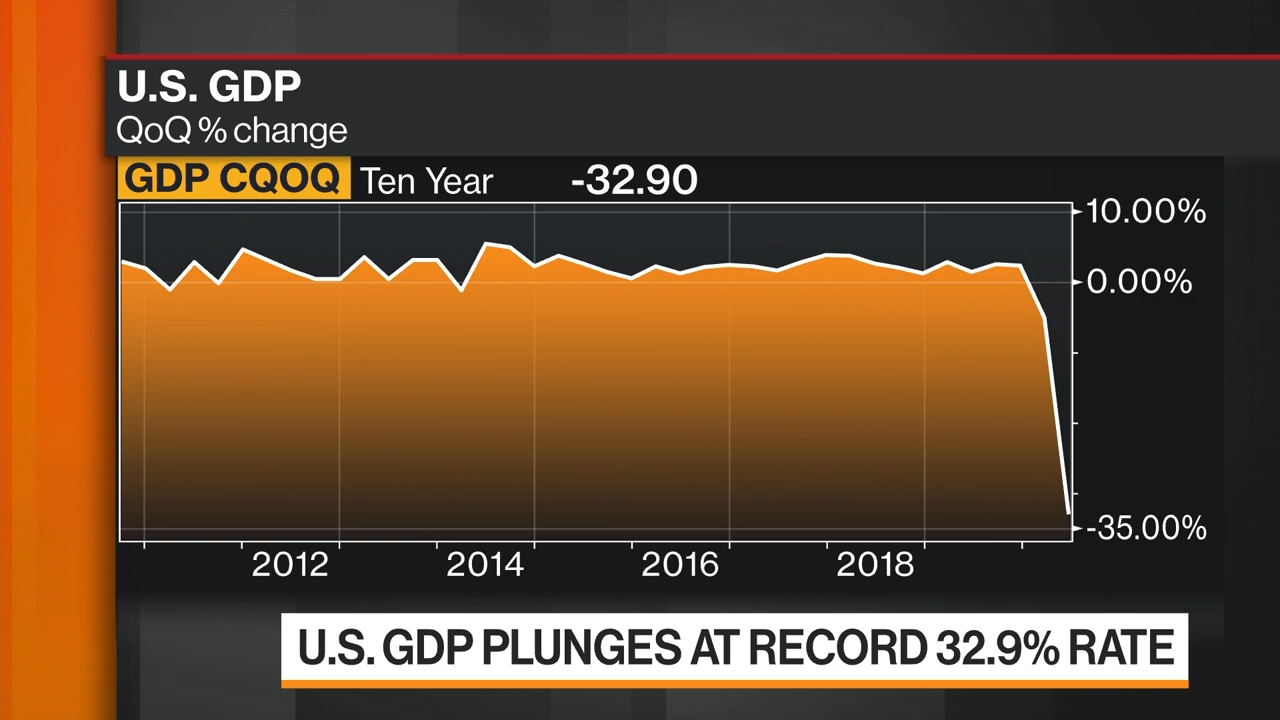 U.S. GDP
QoQ % change
GDP CQOQ Ten Year -32.90
10.00%
0.00%
-35.00%
2012 2014 2016 2018
U.S. GDP PLUNGES AT RECORD 32.9% RATE